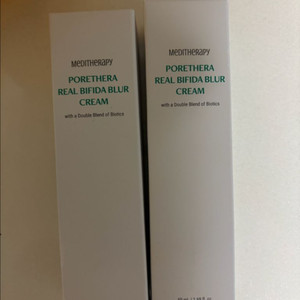 MEDITHERAPY
PORETHERA
REAL BIFIDA BLUR
CREAM
with a Double Blend of Biotics
MEDITHERAPY
PORETHERA
REAL BIFIDA BLUR
CREAM
with a Double Blend of Biotics